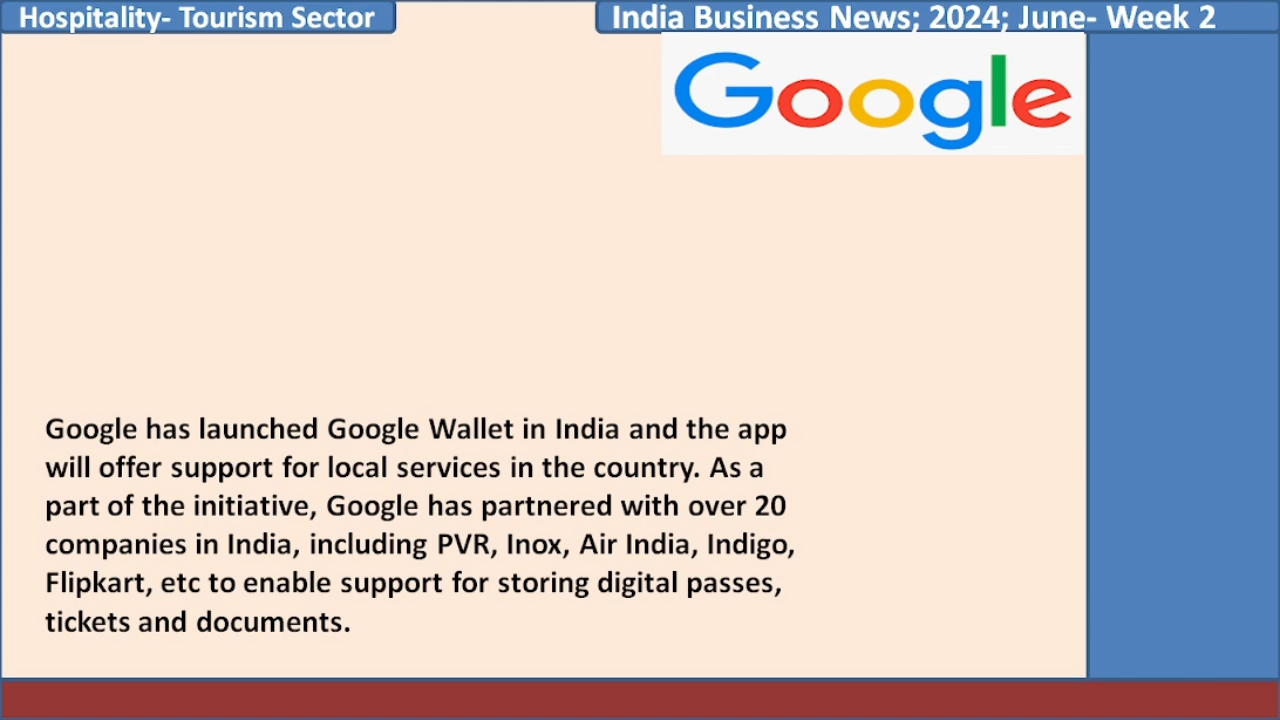 Hospitality- Tourism Sector
India Business News; 2024; June- Week 2
Google
Google has launched Google Wallet in India and the app
will offer support for local services in the country. As a
part of the initiative, Google has partnered with over 20
companies in India, including PVR, Inox, Air India, Indigo,
Flipkart, etc to enable support for storing digital passes,
tickets and documents.